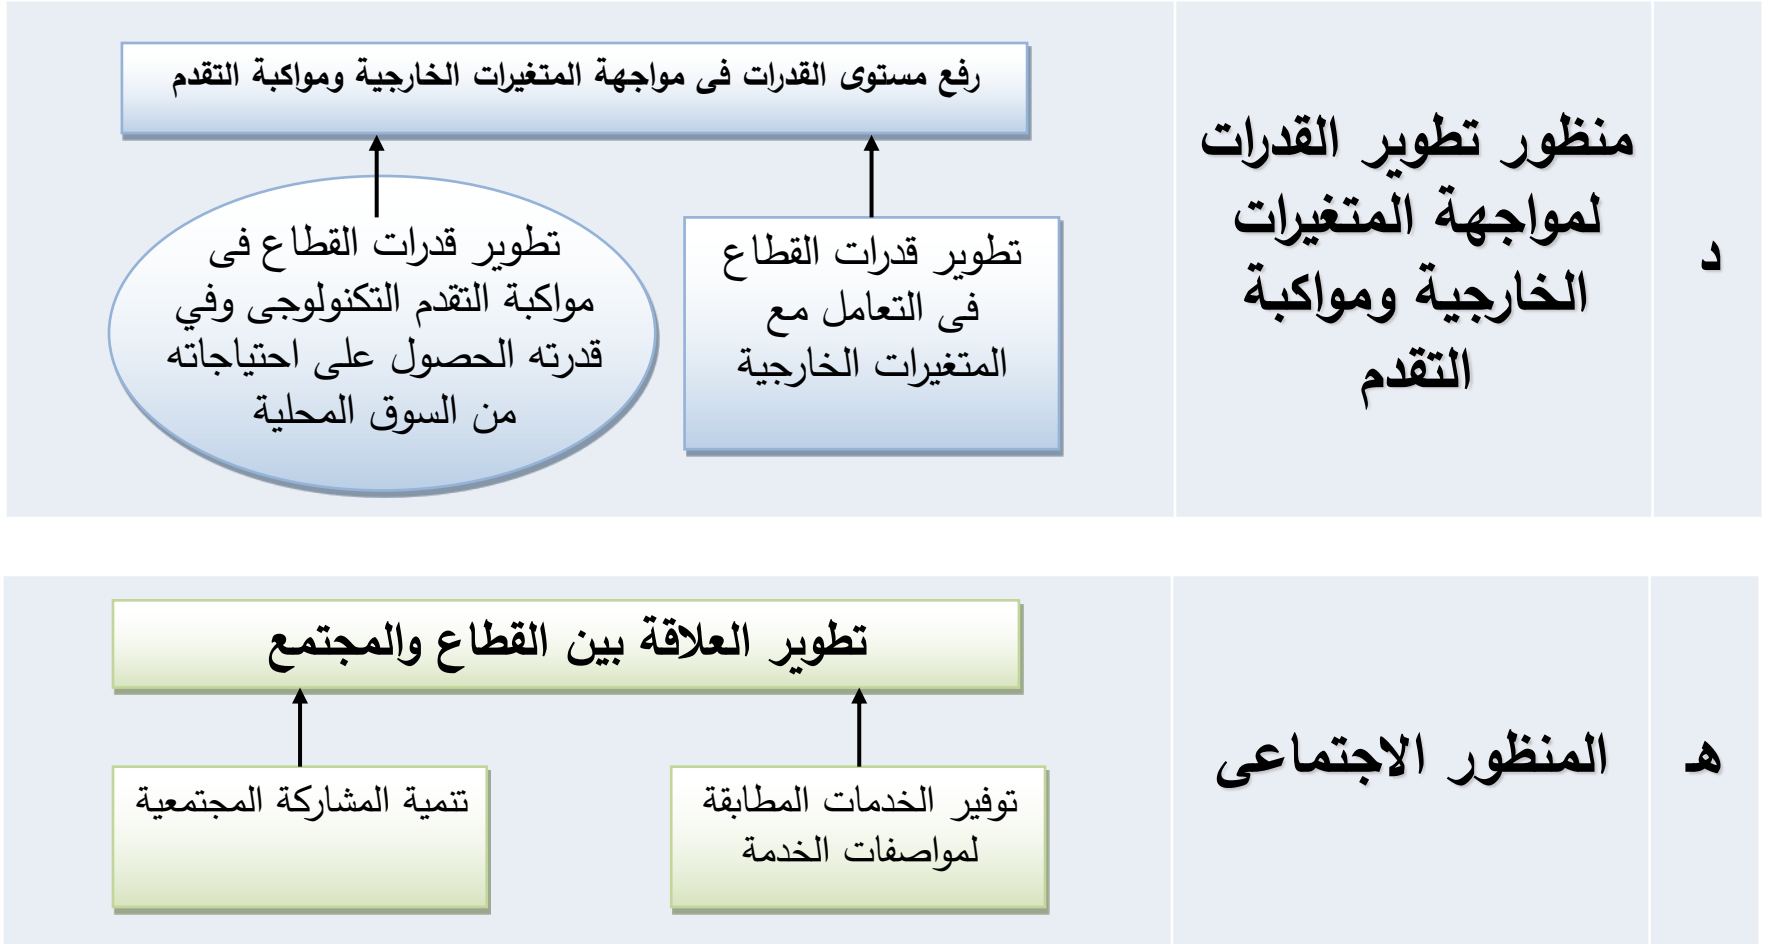 د
منظور تطوير القدرات
لمواجهة المتغيرات
الخارجية ومواكبة
التقدم
رفع مستوى القدرات فى مواجهة المتغيرات الخارجية ومواكبة التقدم
تطوير قدرات القطاع
فى التعامل مع
المتغيرات الخارجية
تطوير قدرات القطاع فى
مواكبة التقدم التكنولوجى وفي
قدرته الحصول على احتياجاته
من السوق المحلية
هـ
المنظور الاجتماعى
تطوير العلاقة بين القطاع والمجتمع
توفير الخدمات المطابقة
لمواصفات الخدمة
تنمية المشاركة المجتمعية